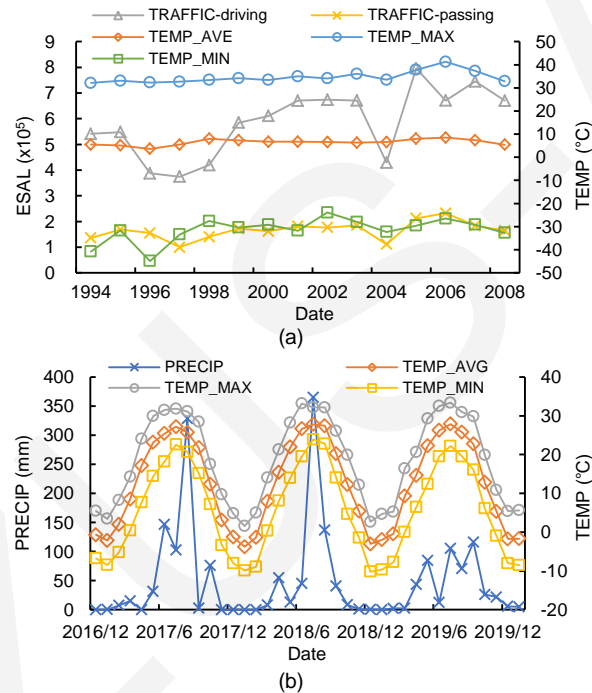 TRAFFIC-driving TRAFFIC-passing
TEMP_AVE TEMP_MAX
TEMP_MIN
9 50
8 40
7 30
6 20
5 10
4 0
3 -10
2 -20
1 -30
0 -40
-50
ESAL (x10⁵)
TEMP (°C)
1994 1996 1998 2000 2002 2004 2006 2008
Date
(a)
PRECIP TEMP_AVG
TEMP_MAX TEMP_MIN
400 40
350
300 30
250 20
200 10
150
100 0
50 -10
0 -20
PRECIP (mm)
TEMP (°C)
2016/12 2017/6 2017/12 2018/6 2018/12 2019/6 2019/12
Date
(b)